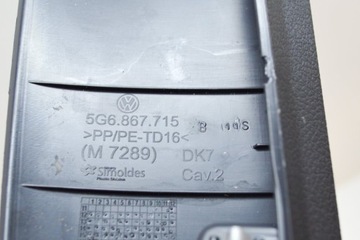 5G6.867.715
>PP/PE-TD16<
(M 7289) DK7
Simoldes Cav.2